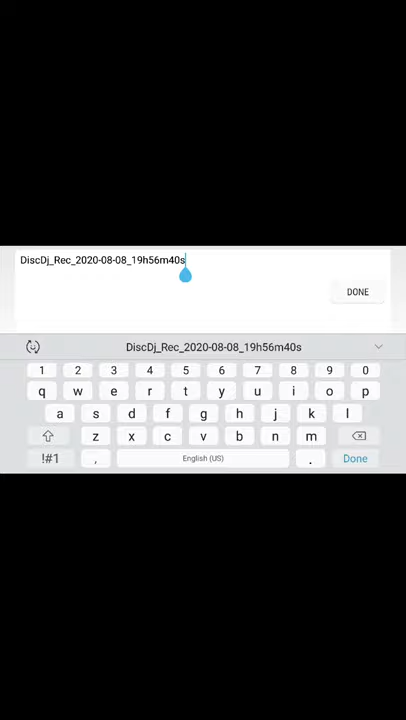 DiscDj_Rec_2020-08-08_19h56m40s
DONE
DiscDj_Rec_2020-08-08_19h56m40s
1 2 3 4 5 6 7 8 9 0
q w e r t y u i o p
a s d f g h j k l
z x c v b n m
!#1 , English (US) . Done